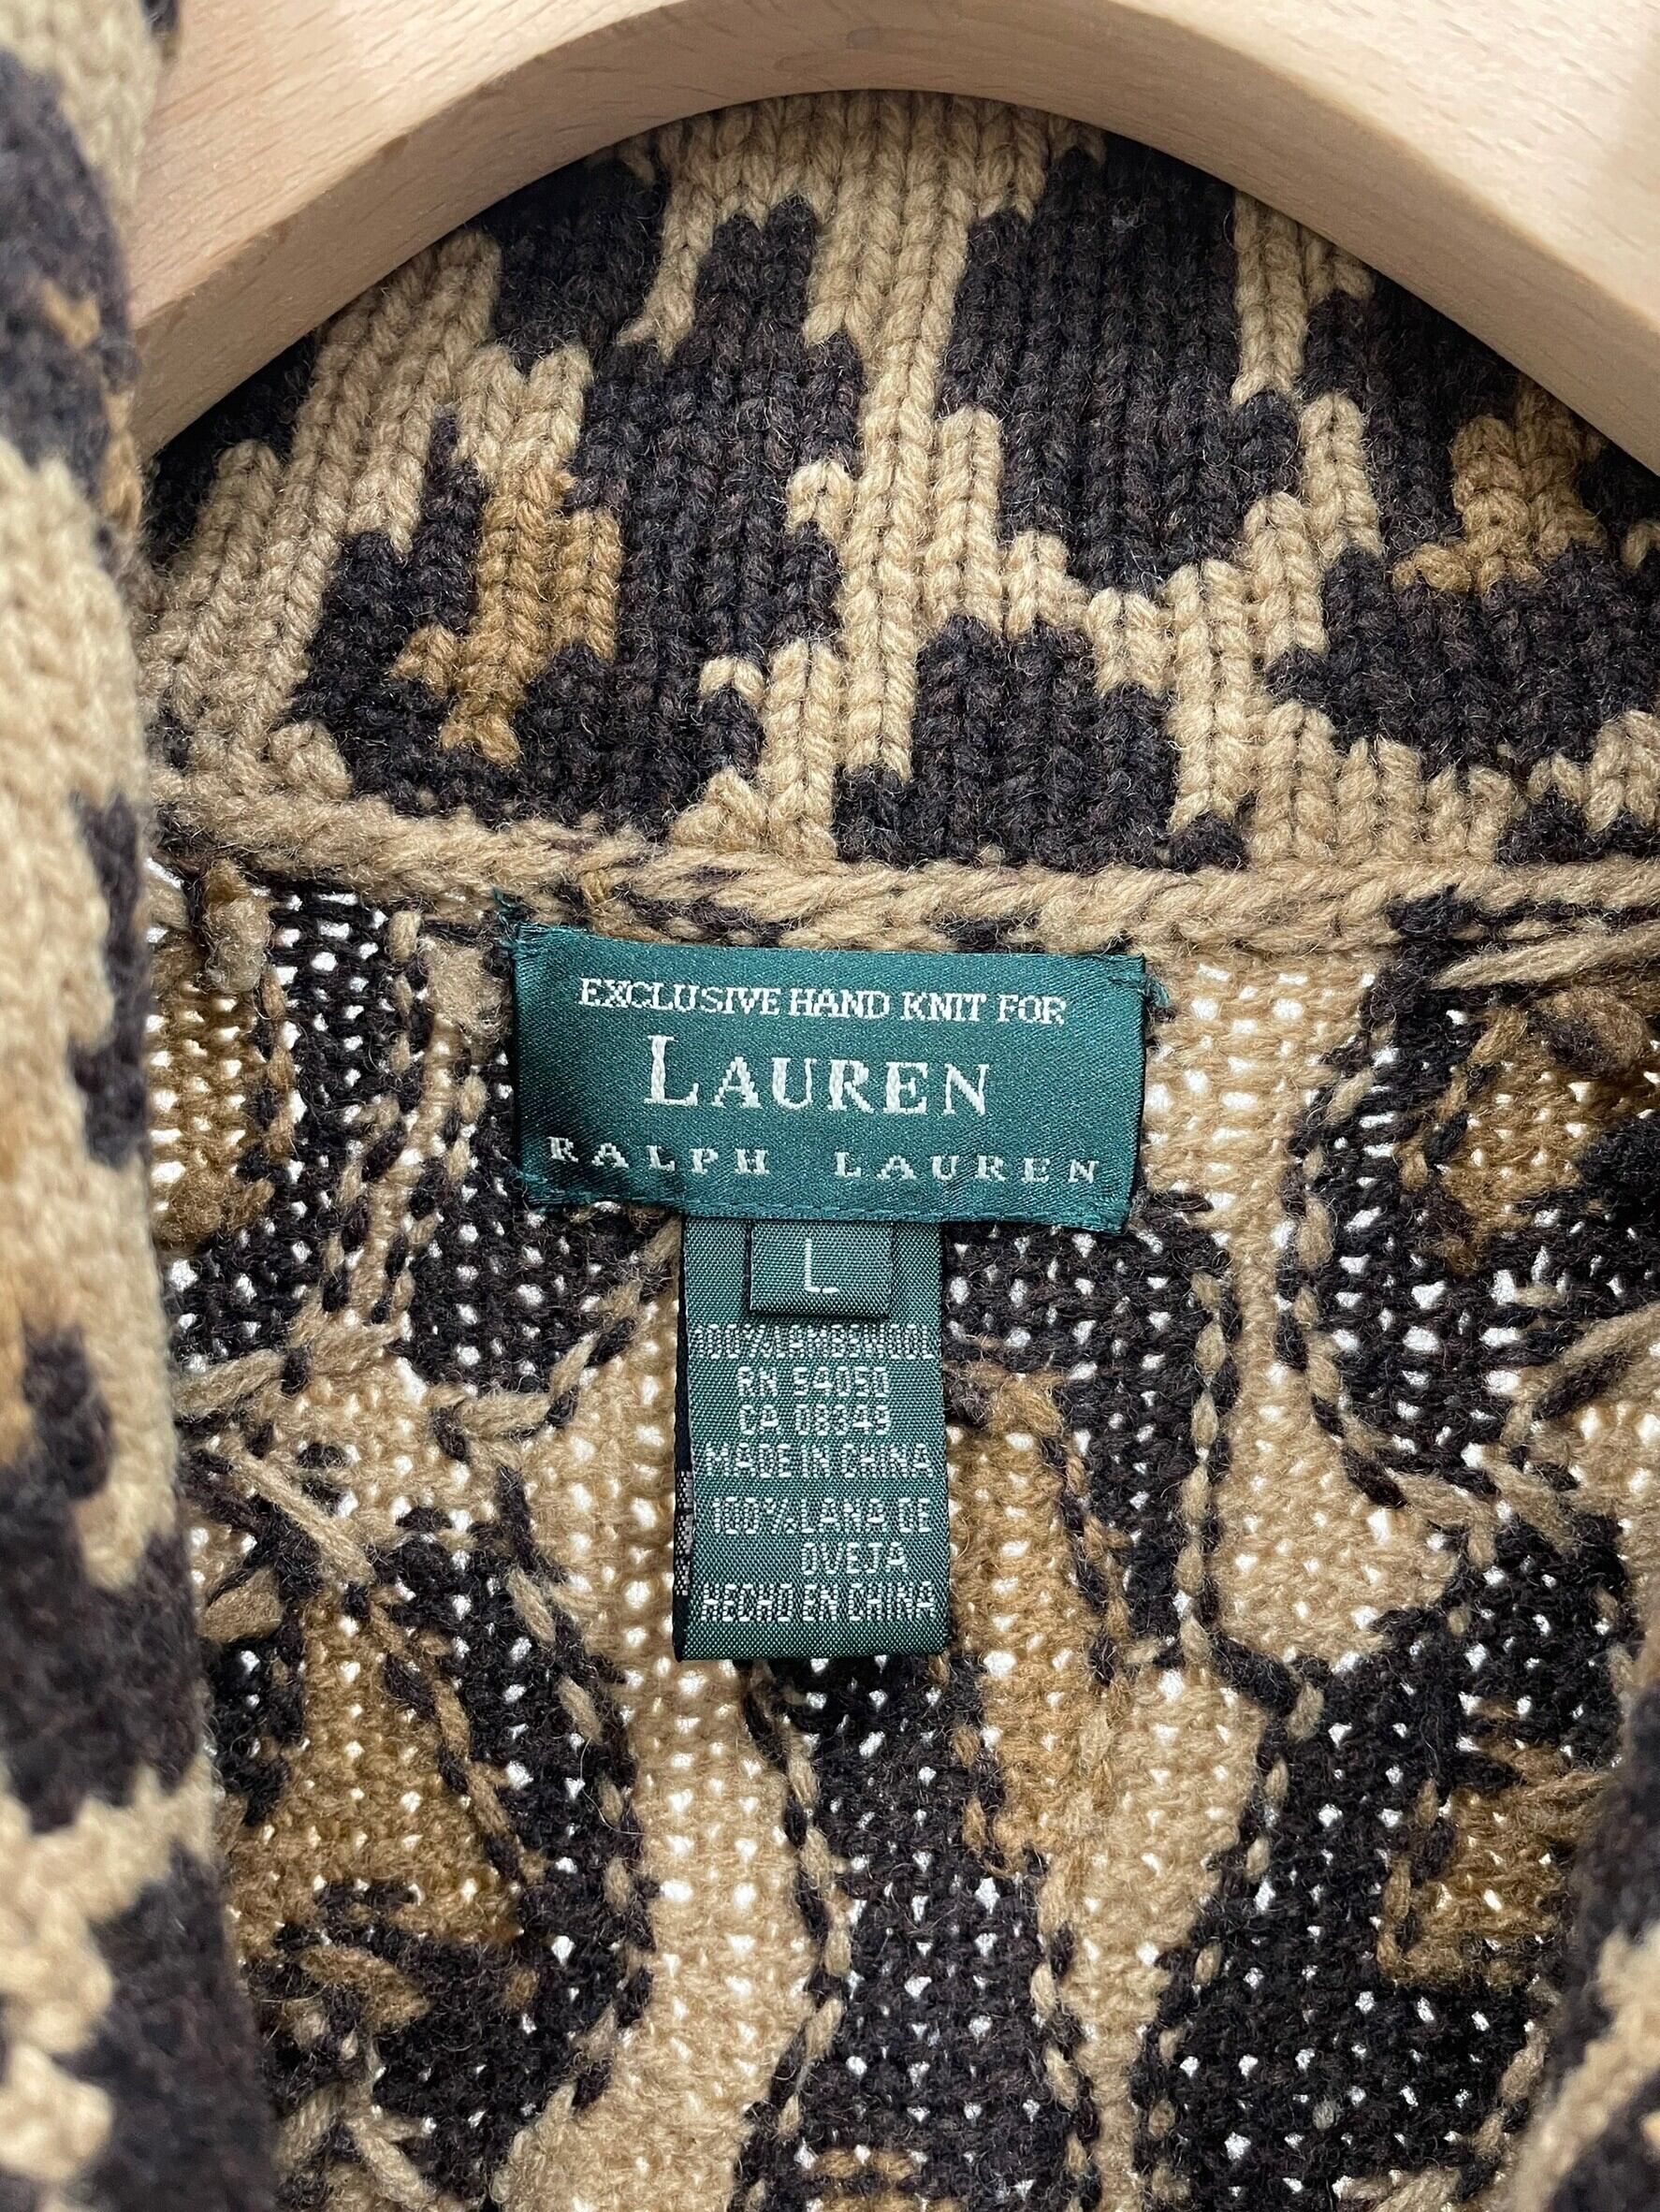 EXCLUSIVE HAND KNIT FOR
LAUREN
RALPH LAUREN
L
100% LAMBSWOOL
RN 54050
CA 08349
MADE IN CHINA
100% LANA DE
OVEJA
HECHO EN CHINA